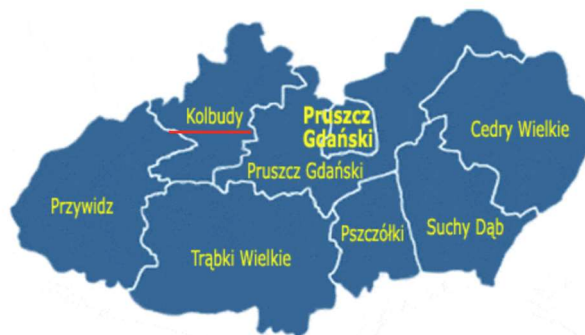 Kolbudy
Pruszcz
Gdański
Cedry Wielkie
Pruszcz Gdański
Przywidz
Pszczółki
Suchy Dąb
Trąbki Wielkie